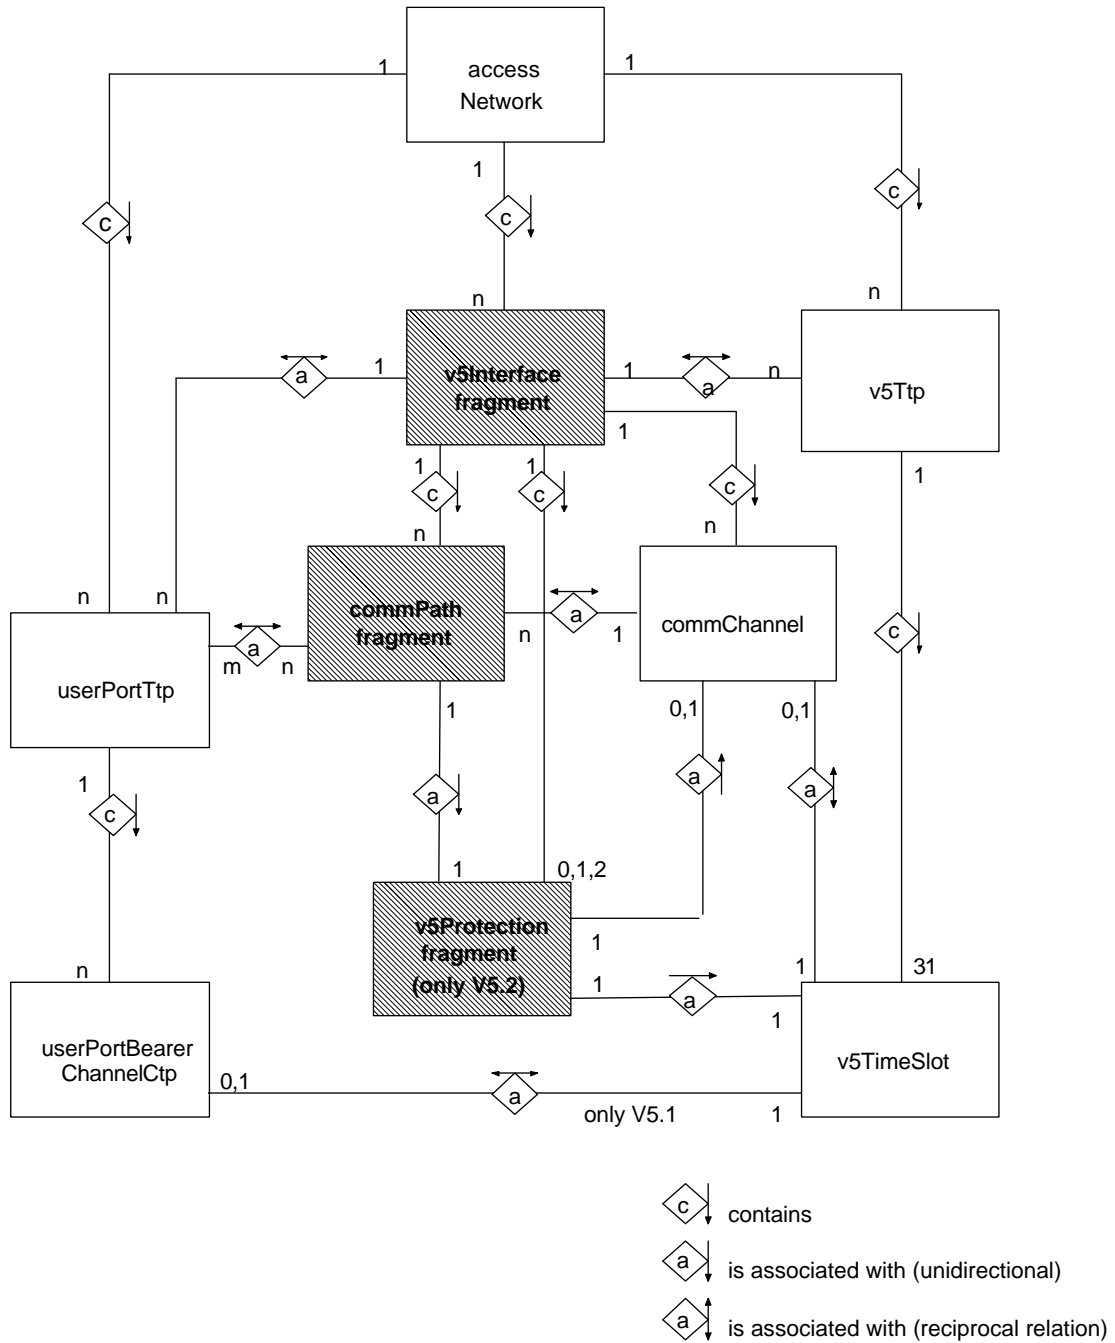 access
Network
1
1
1
c
c
c
n
n
n
v5Interface
fragment
v5Ttp
a
1
1
a
n
1
1
1
1
c
c
c
n
n
commPath
fragment
commChannel
n
n
m
a
n
n
a
1
c
userPortTtp
1
0,1
0,1
1
c
a
a
a
1
0,1,2
v5Protection
fragment
(only V5.2)
1
1
a
1
1
31
n
userPortBearer
ChannelCtp
v5TimeSlot
0,1
a
only V5.1
1
c
contains
a
is associated with (unidirectional)
a
is associated with (reciprocal relation)